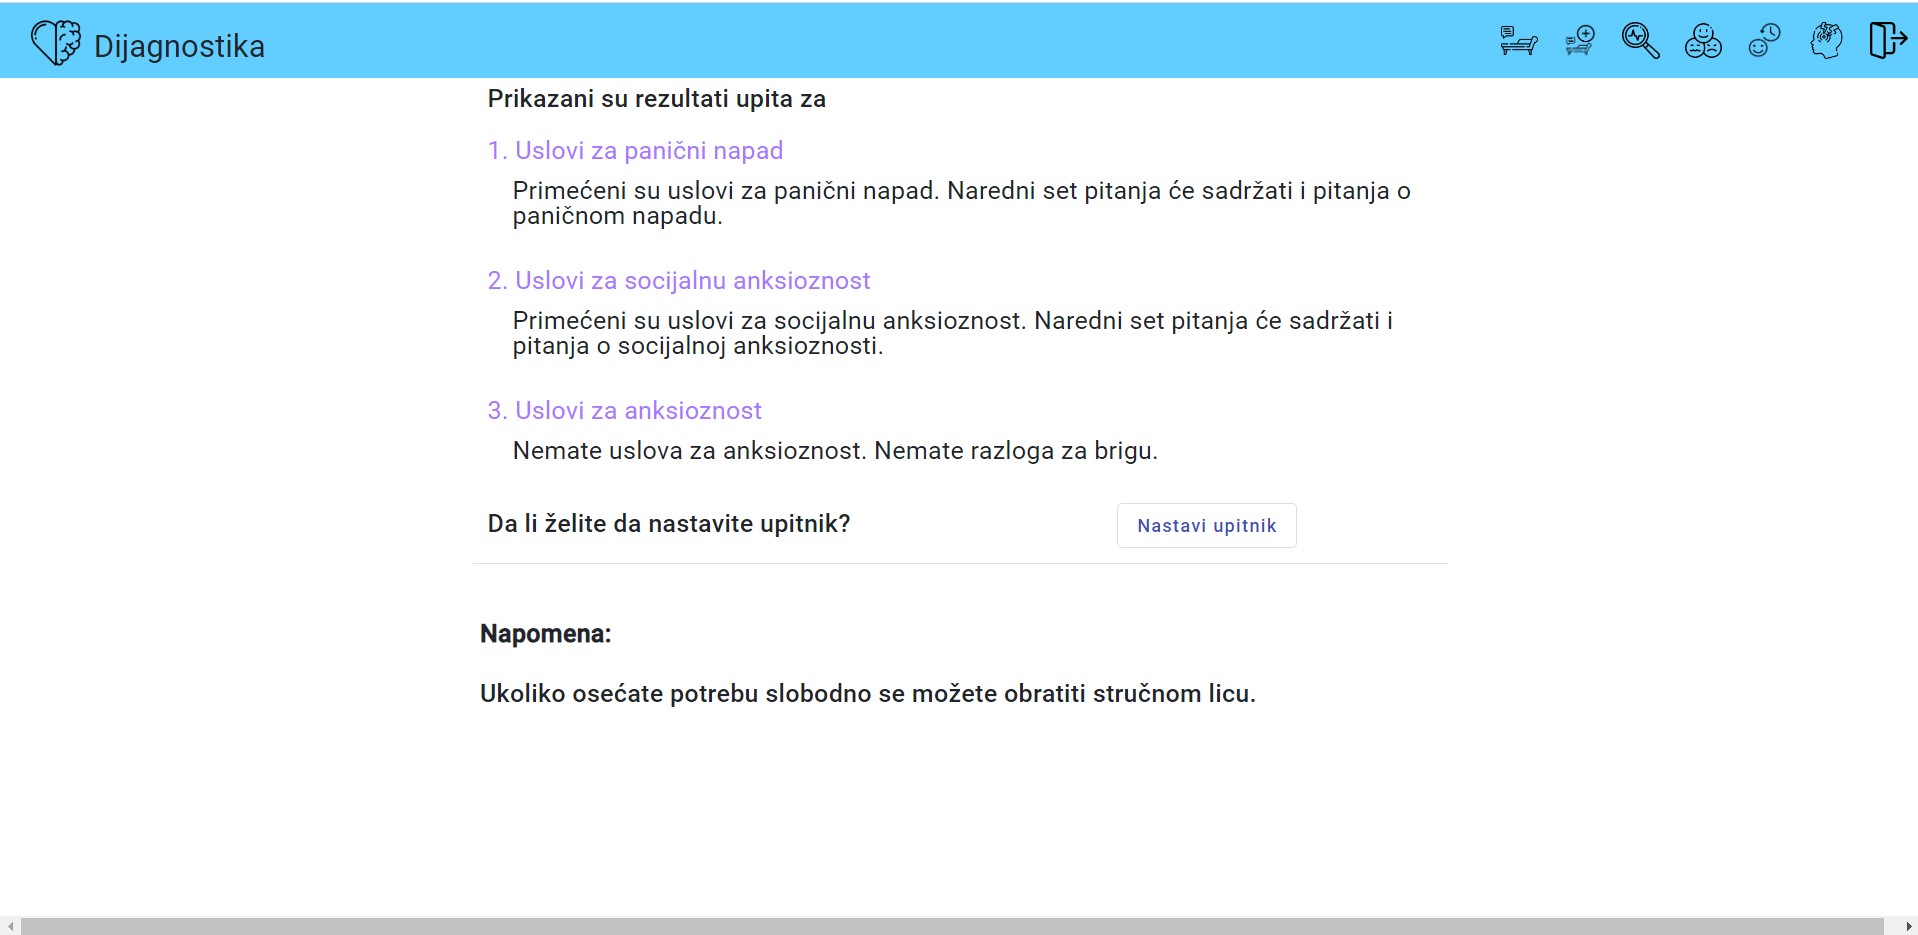 Dijagnostika
Prikazani su rezultati upita za
1. Uslovi za panični napad
Primećeni su uslovi za panični napad. Naredni set pitanja će sadržati i pitanja o
paničnom napadu.
2. Uslovi za socijalnu anksioznost
Primećeni su uslovi za socijalnu anksioznost. Naredni set pitanja će sadržati i
pitanja o socijalnoj anksioznosti.
3. Uslovi za anksioznost
Nemate uslova za anksioznost. Nemate razloga za brigu.
Da li želite da nastavite upitnik?
Nastavi upitnik
Napomena:
Ukoliko osećate potrebu slobodno se možete obratiti stručnom licu.